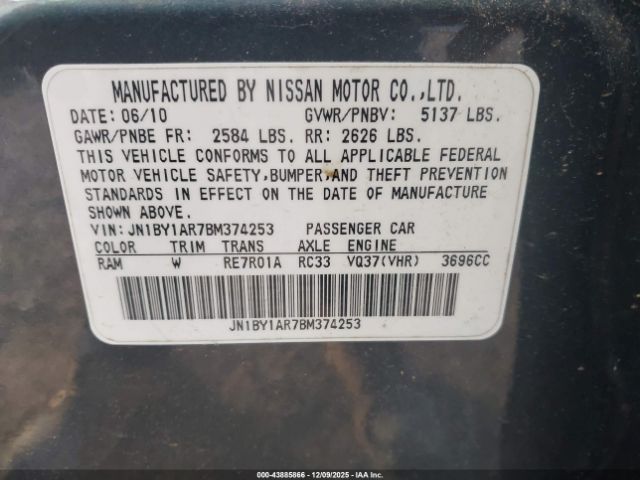 MANUFACTURED BY NISSAN MOTOR CO.,LTD.
DATE: 06/10 GVWR/PNBV: 5137 LBS.
GAWR/PNBE FR: 2584 LBS. RR: 2626 LBS.
THIS VEHICLE CONFORMS TO ALL APPLICABLE FEDERAL
MOTOR VEHICLE SAFETY,BUMPER,AND THEFT PREVENTION
STANDARDS IN EFFECT ON THE DATE OF MANUFACTURE
SHOWN ABOVE.
VIN: JN1BY1AR7BM374253 PASSENGER CAR
COLOR TRIM TRANS AXLE ENGINE
RAM W RE7R01A RC33 VQ37(VHR) 3696CC
JN1BY1AR7BM374253
000-43885866 - 12/09/2025 - IAA Inc.